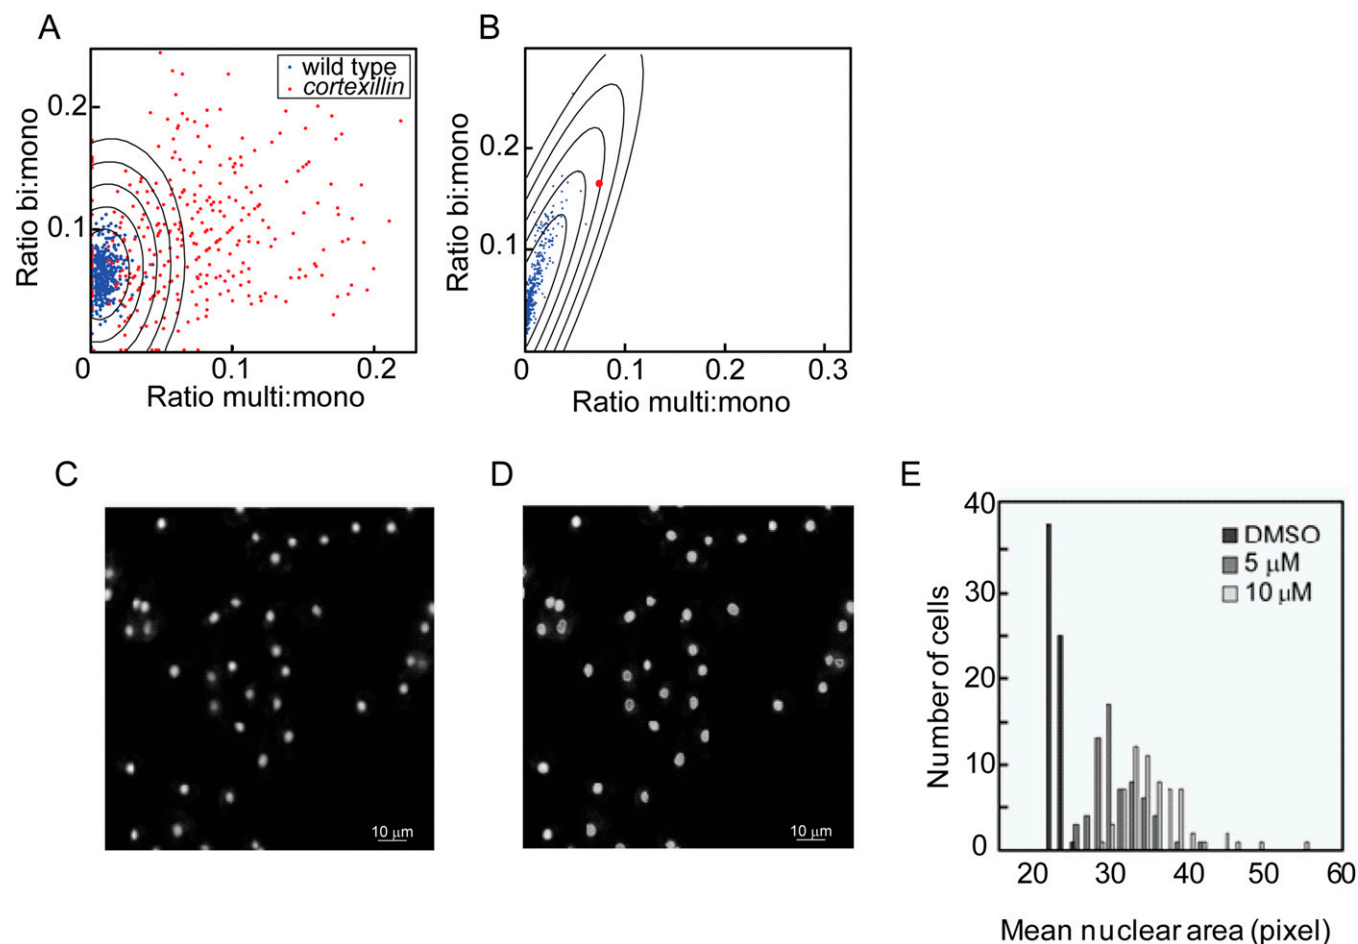 A
wild type
cortexillin
Ratio bi:mono
0.2
0.1
0
0.1
0.2
Ratio multi:mono
B
Ratio bi:mono
0.2
0.1
0
0.1
0.2
0.3
Ratio multi:mono
C
10 μm
D
10 μm
E
Number of cells
40
30
20
10
0
DMSO
5 μM
10 μM
20
30
40
50
60
Mean nuclear area (pixel)